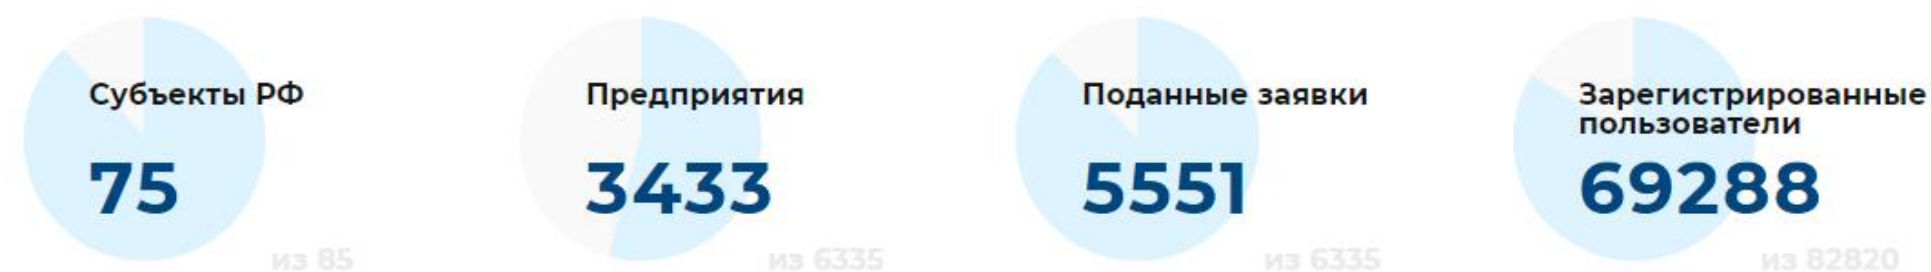 Субъекты РФ
75
из 85
Предприятия
3433
из 6335
Поданные заявки
5551
из 6335
Зарегистрированные
пользователи
69288
из 82820